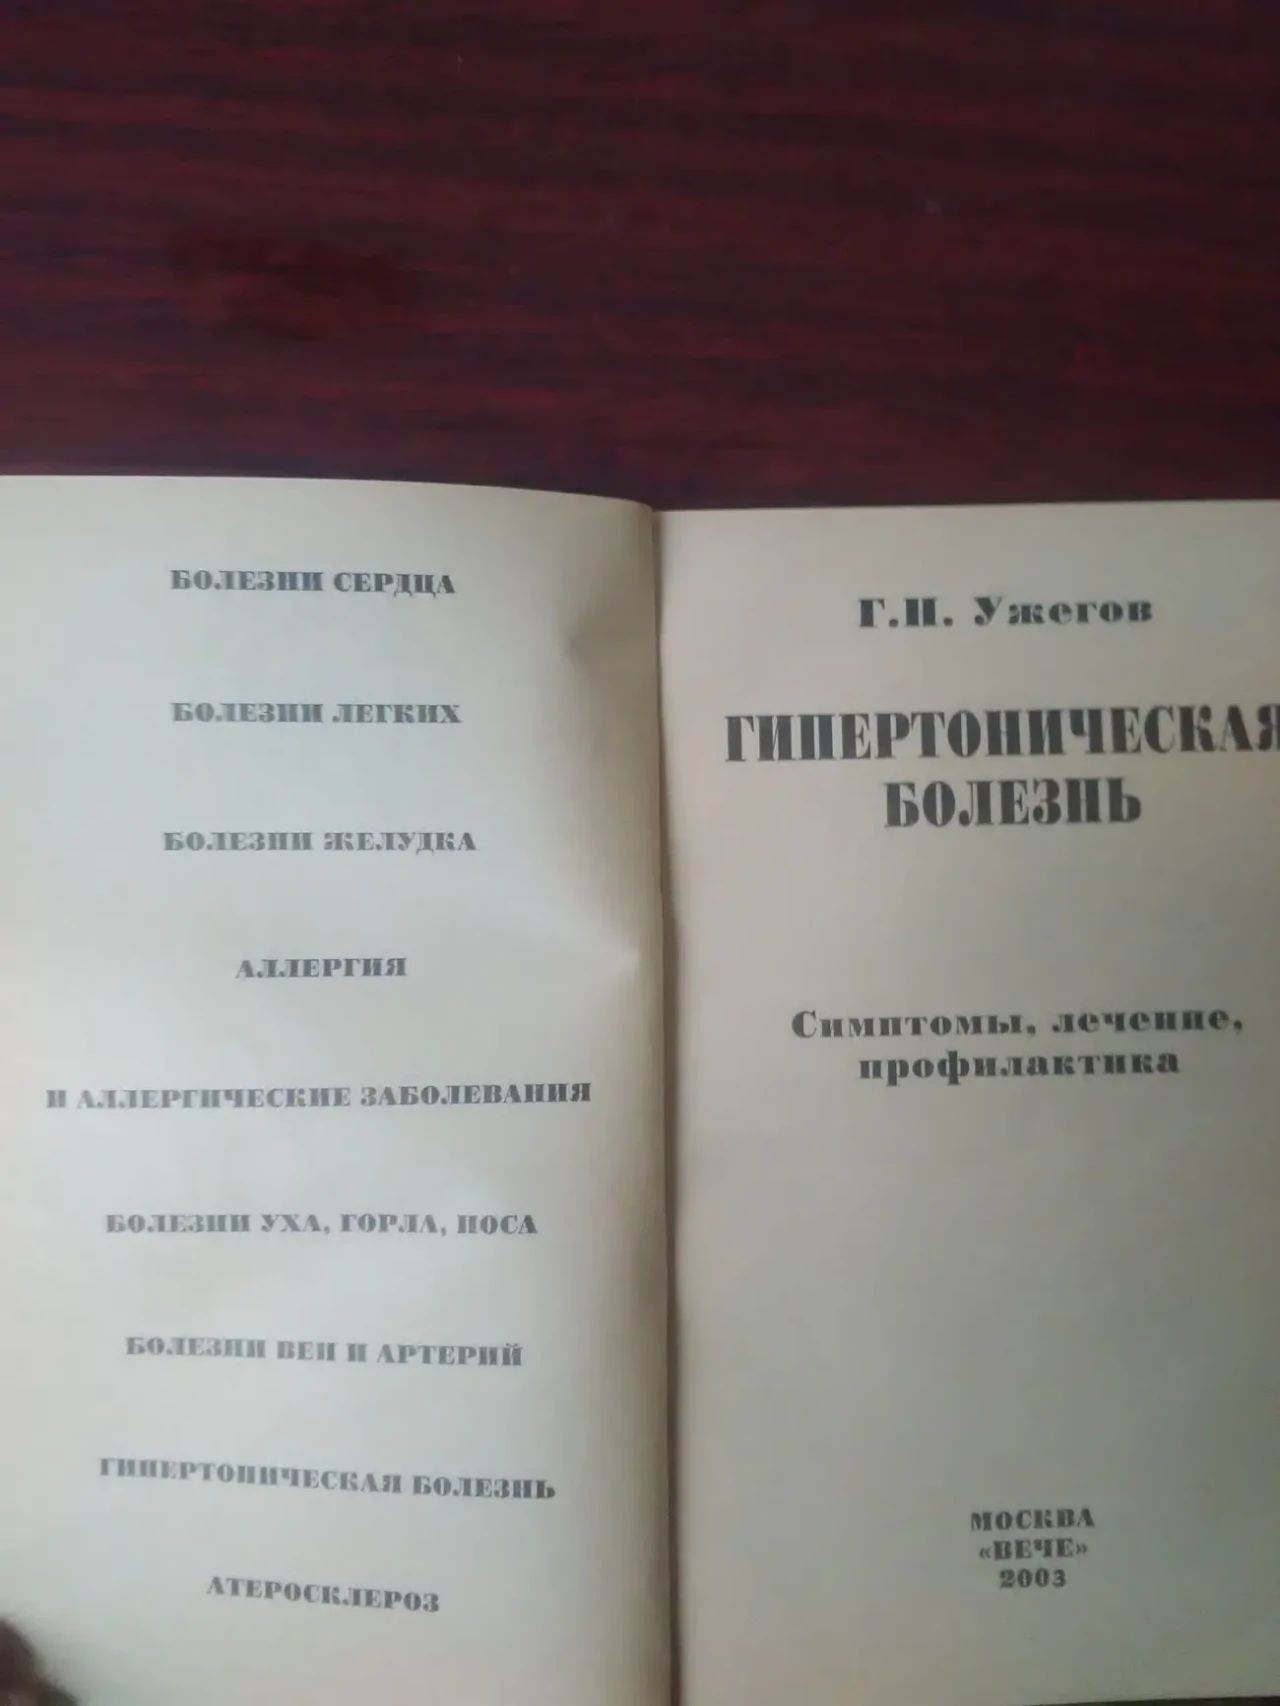 БОЛЕЗНИ СЕРДЦА
БОЛЕЗНИ ЛЕГКИХ
БОЛЕЗНИ ЖЕЛУДКА
АЛЛЕРГИЯ
И АЛЛЕРГИЧЕСКИЕ ЗАБОЛЕВАНИЯ
БОЛЕЗНИ УХА, ГОРЛА, НОСА
БОЛЕЗНИ ВЕН И АРТЕРИЙ
ГИПЕРТОНИЧЕСКАЯ БОЛЕЗНЬ
АТЕРОСКЛЕРОЗ
Г.Н. Ужегов
ГИПЕРТОНИЧЕСКАЯ
БОЛЕЗНЬ
Симптомы, лечение,
профилактика
МОСКВА
«ВЕЧЕ»
2003